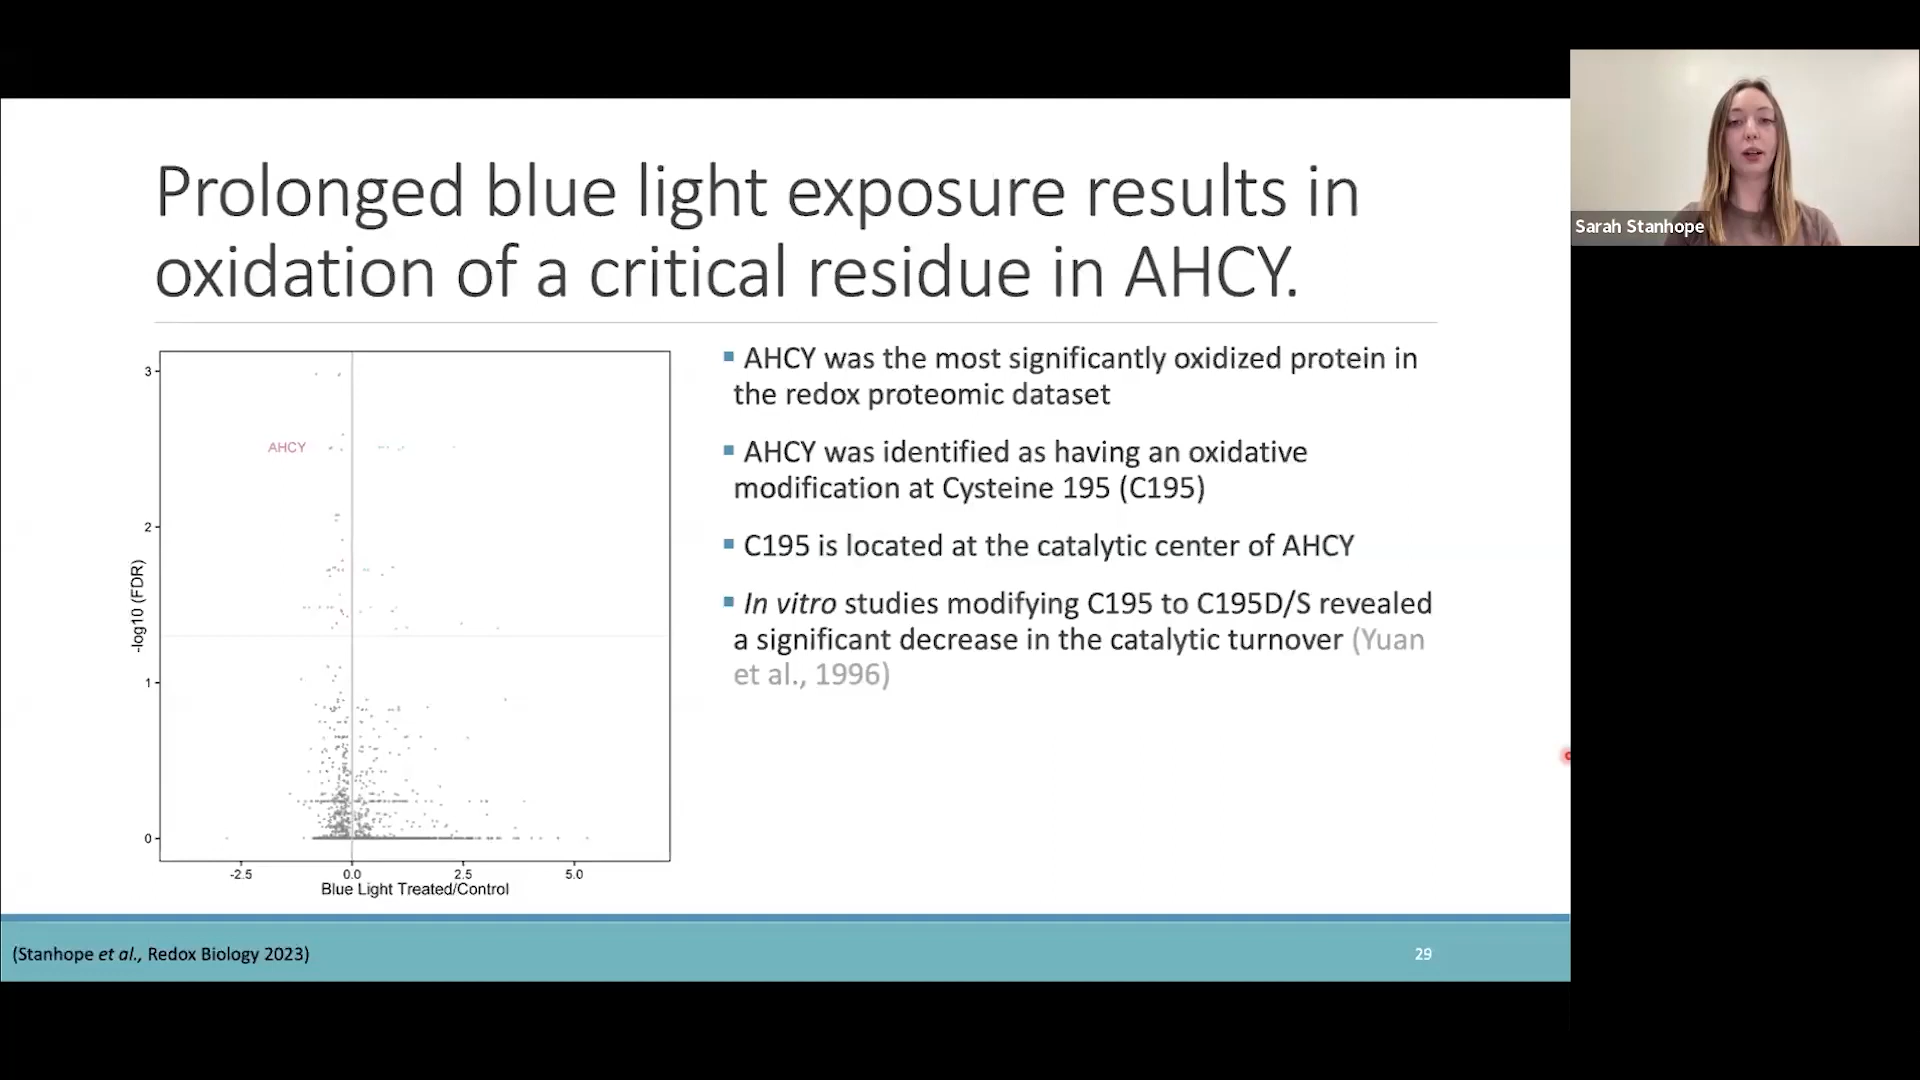 Prolonged blue light exposure results in
oxidation of a critical residue in AHCY.
Sarah Stanhope
3
AHCY
2
1
0
-log10 (FDR)
-2.5 0.0 2.5 5.0
Blue Light Treated/Control
AHCY was the most significantly oxidized protein in
the redox proteomic dataset
AHCY was identified as having an oxidative
modification at Cysteine 195 (C195)
C195 is located at the catalytic center of AHCY
In vitro studies modifying C195 to C195D/S revealed
a significant decrease in the catalytic turnover (Yuan
et al., 1996)
(Stanhope et al., Redox Biology 2023)
29